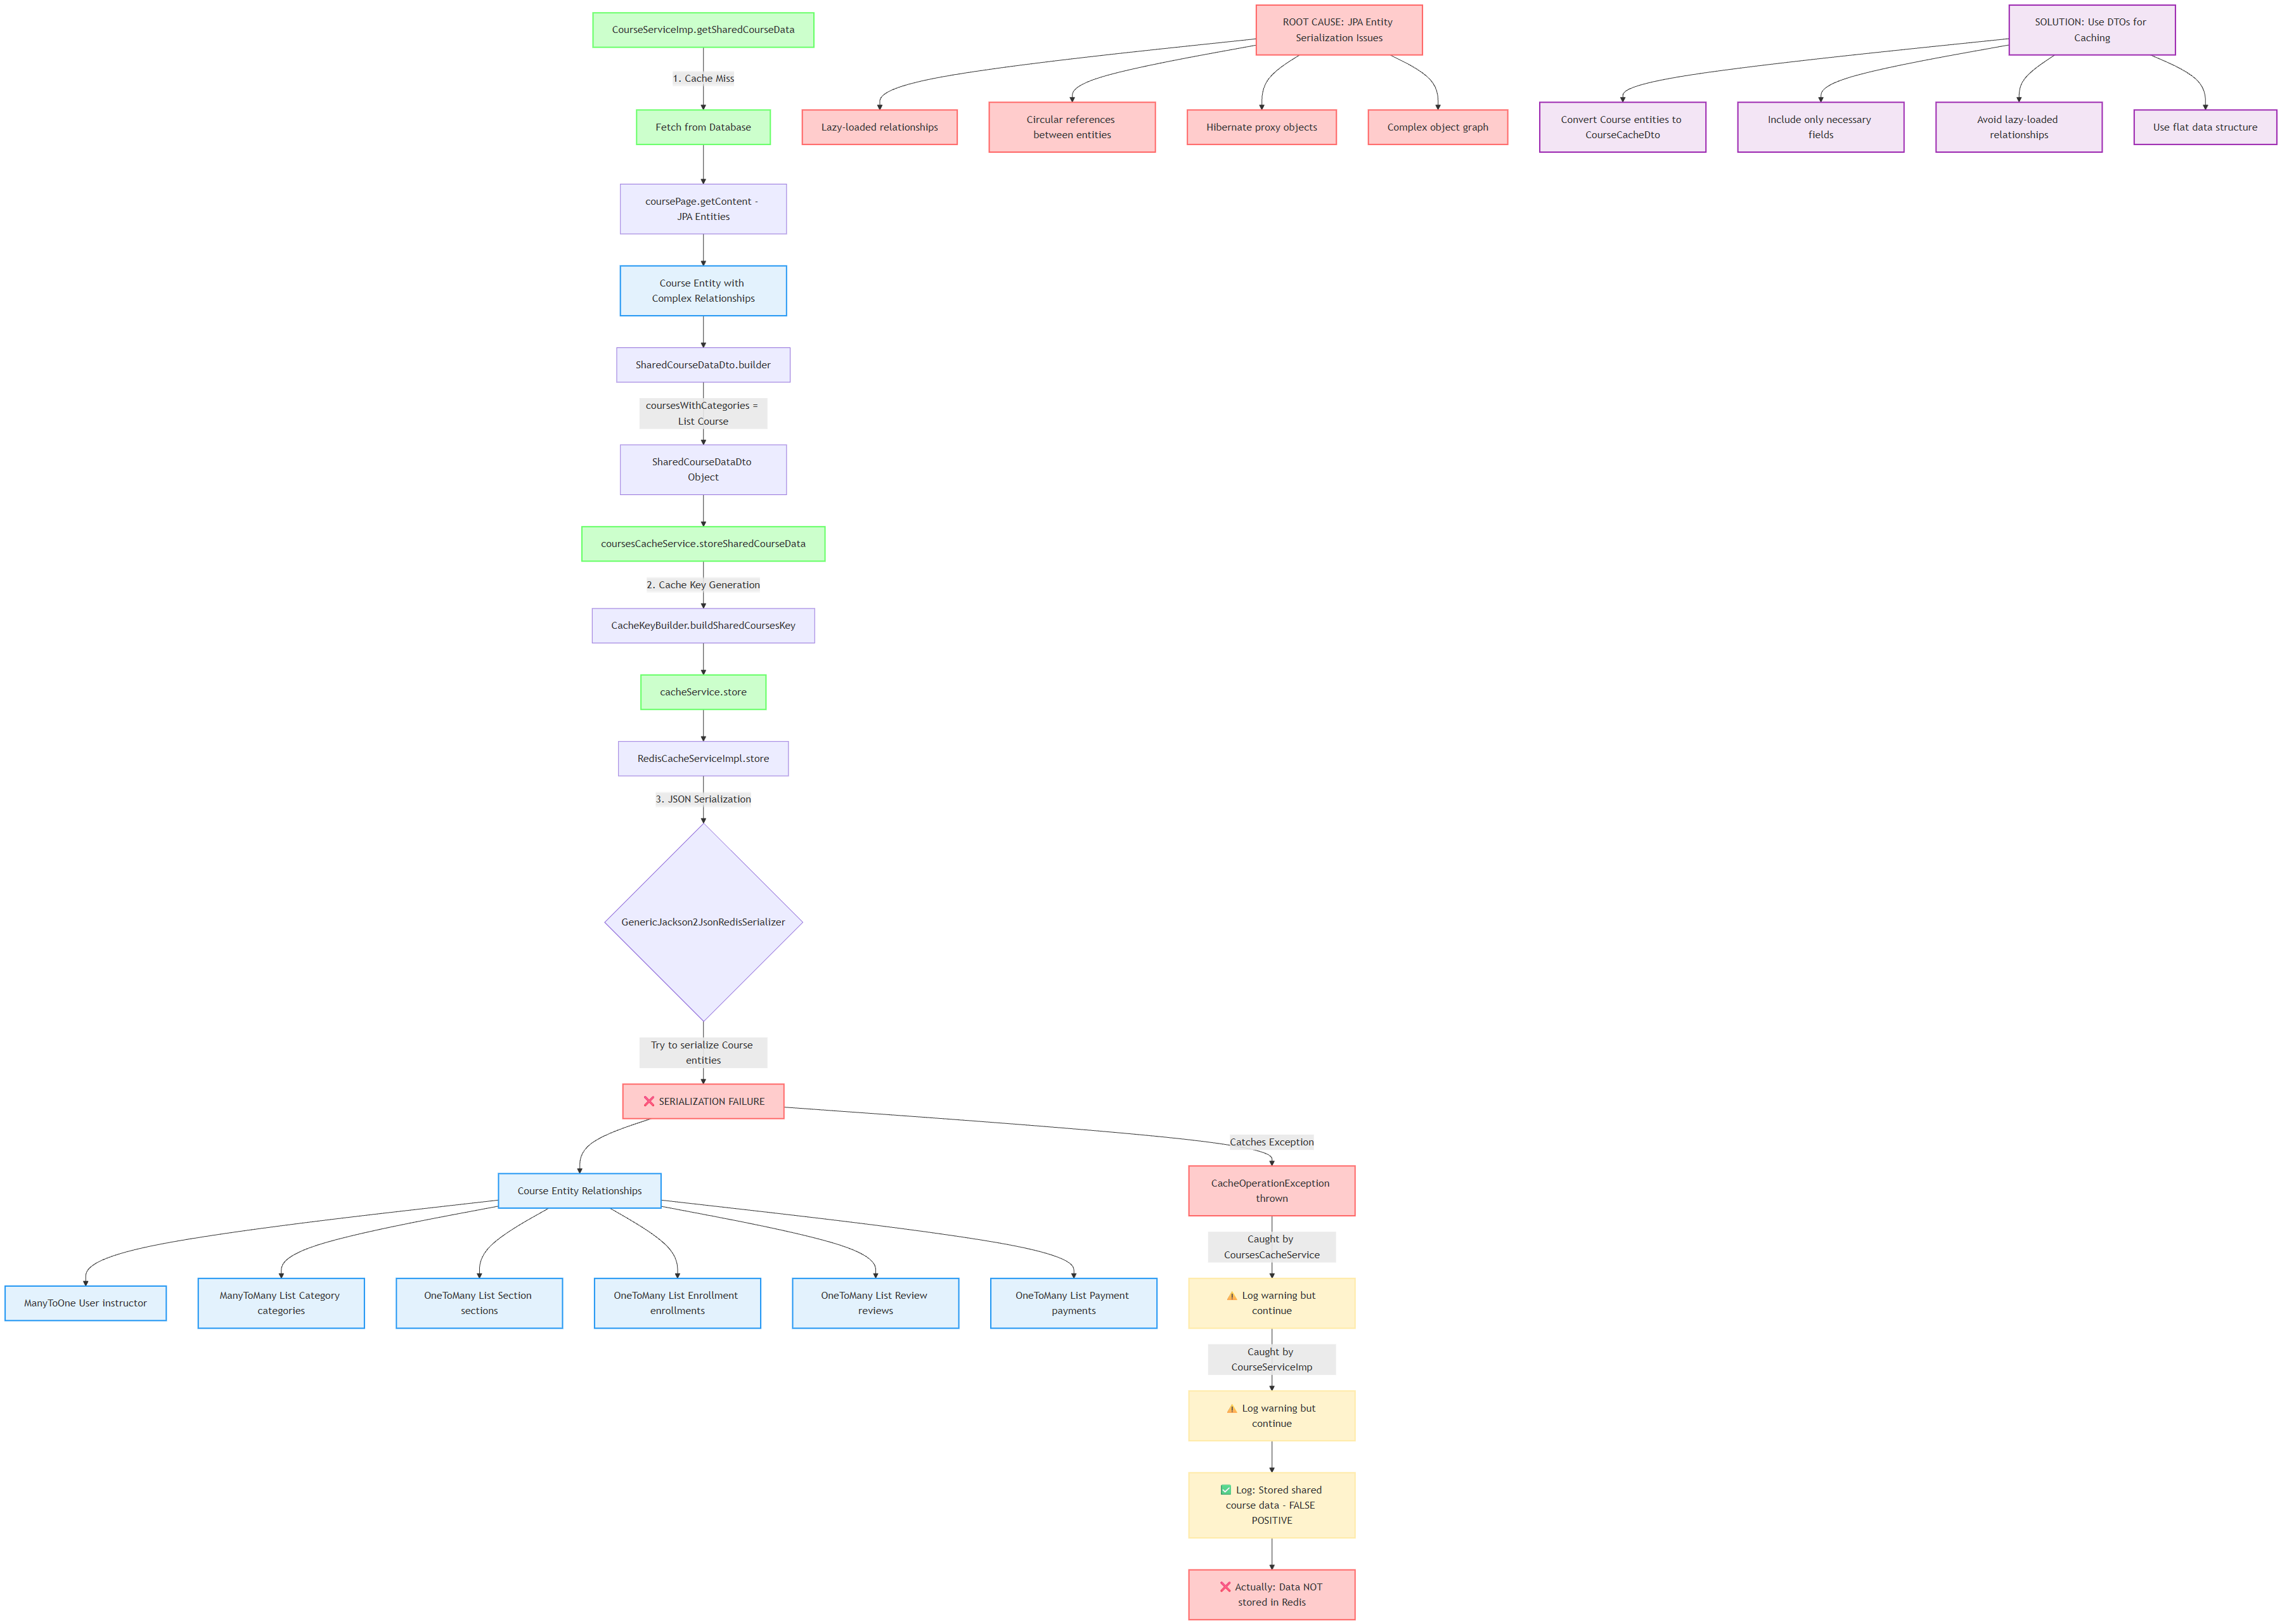 CourseServiceImp.getSharedCourseData
1. Cache Miss
Fetch from Database
coursePage.getContent -
JPA Entities
Course Entity with
Complex Relationships
SharedCourseDataDto.builder
coursesWithCategories =
List Course
SharedCourseDataDto
Object
coursesCacheService.storeSharedCourseData
2. Cache Key Generation
CacheKeyBuilder.buildSharedCoursesKey
cacheService.store
RedisCacheServiceImpl.store
3. JSON Serialization
GenericJackson2JsonRedisSerializer
Try to serialize Course
entities
❌ SERIALIZATION FAILURE
Course Entity Relationships
ManyToOne User instructor
ManyToMany List Category
categories
OneToMany List Section
sections
OneToMany List Enrollment
enrollments
OneToMany List Review
reviews
OneToMany List Payment
payments
Catches Exception
CacheOperationException
thrown
Caught by
CoursesCacheService
⚠️ Log warning but
continue
Caught by
CourseServiceImp
⚠️ Log warning but
continue
✅ Log: Stored shared
course data - FALSE
POSITIVE
❌ Actually: Data NOT
stored in Redis
ROOT CAUSE: JPA Entity
Serialization Issues
Lazy-loaded relationships
Circular references
between entities
Hibernate proxy objects
Complex object graph
SOLUTION: Use DTOs for
Caching
Convert Course entities to
CourseCacheDto
Include only necessary
fields
Avoid lazy-loaded
relationships
Use flat data structure